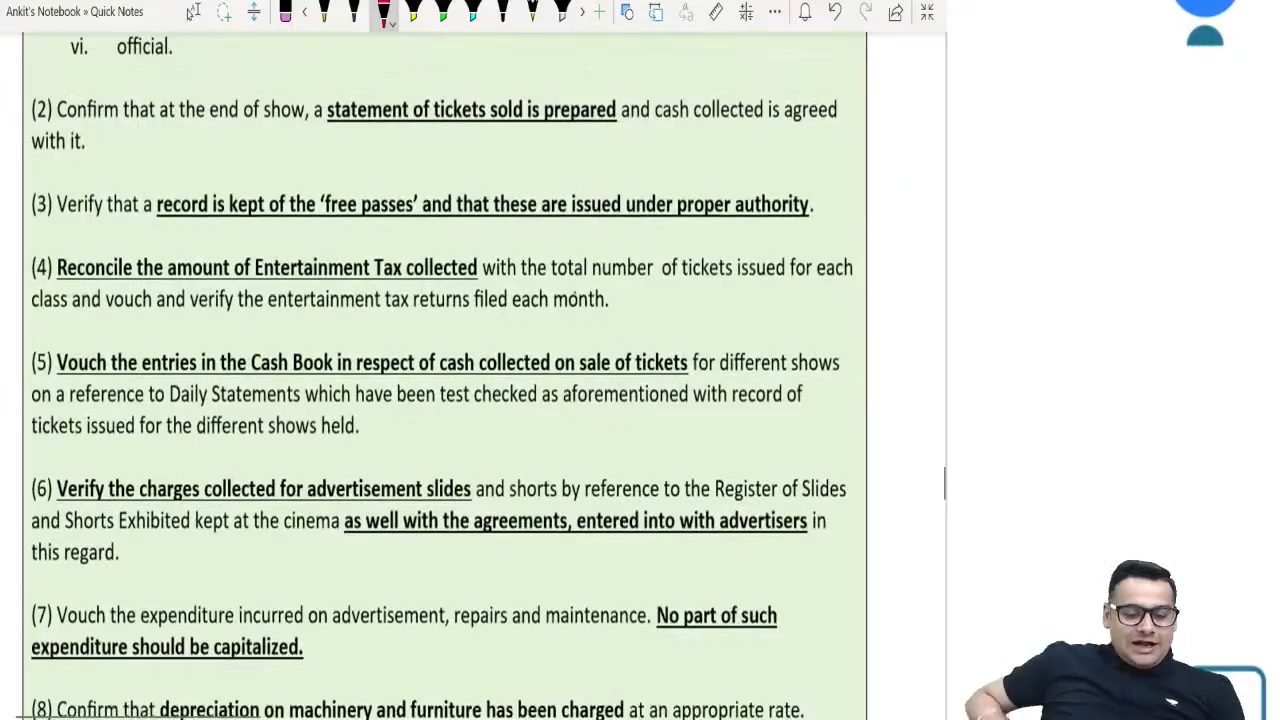 Ankit's Notebook » Quick Notes
vi. official.
(2) Confirm that at the end of show, a statement of tickets sold is prepared and cash collected is agreed
with it.
(3) Verify that a record is kept of the ‘free passes’ and that these are issued under proper authority.
(4) Reconcile the amount of Entertainment Tax collected with the total number of tickets issued for each
class and vouch and verify the entertainment tax returns filed each month.
(5) Vouch the entries in the Cash Book in respect of cash collected on sale of tickets for different shows
on a reference to Daily Statements which have been test checked as aforementioned with record of
tickets issued for the different shows held.
(6) Verify the charges collected for advertisement slides and shorts by reference to the Register of Slides
and Shorts Exhibited kept at the cinema as well with the agreements, entered into with advertisers in
this regard.
(7) Vouch the expenditure incurred on advertisement, repairs and maintenance. No part of such
expenditure should be capitalized.
(8) Confirm that depreciation on machinery and furniture has been charged at an appropriate rate.